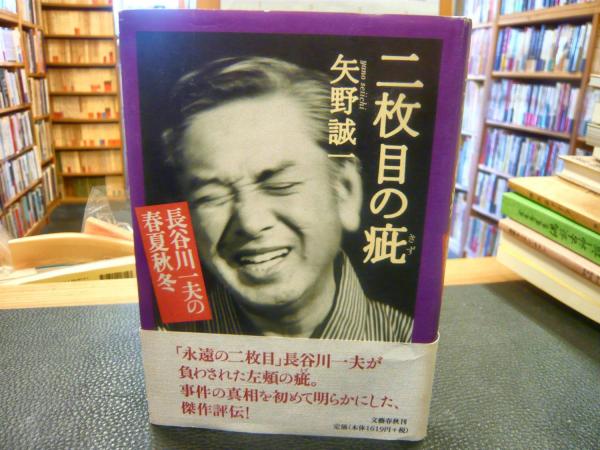 二枚目の疵
きず
矢野誠一
yano seiichi
長谷川一夫の
春夏秋冬
「永遠の二枚目」長谷川一夫が
負わされた左頰の疵。
事件の真相を初めて明らかにした、
傑作評伝!
文藝春秋刊
定価(本体1619円+税)